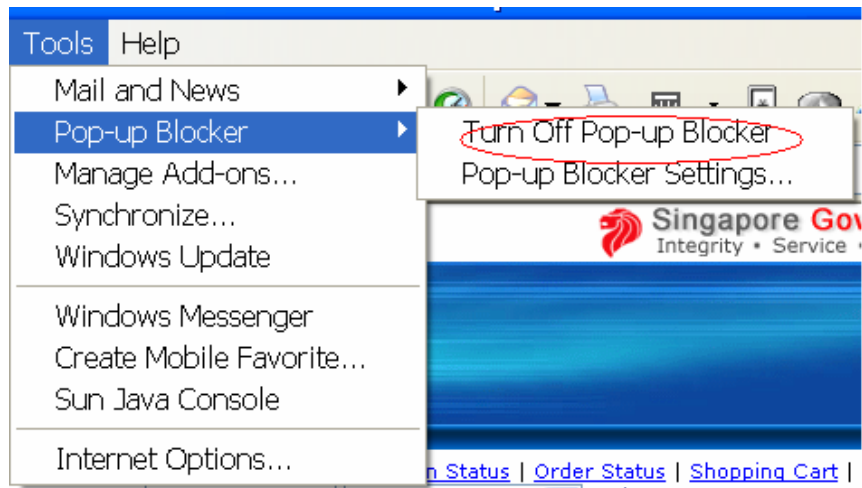 Tools Help
Mail and News
Pop-up Blocker
Turn Off Pop-up Blocker
Manage Add-ons...
Pop-up Blocker Settings...
Synchronize...
Singapore Gov
Integrity • Service •
Windows Update
Windows Messenger
Create Mobile Favorite...
Sun Java Console
Internet Options...
n Status | Order Status | Shopping Cart |